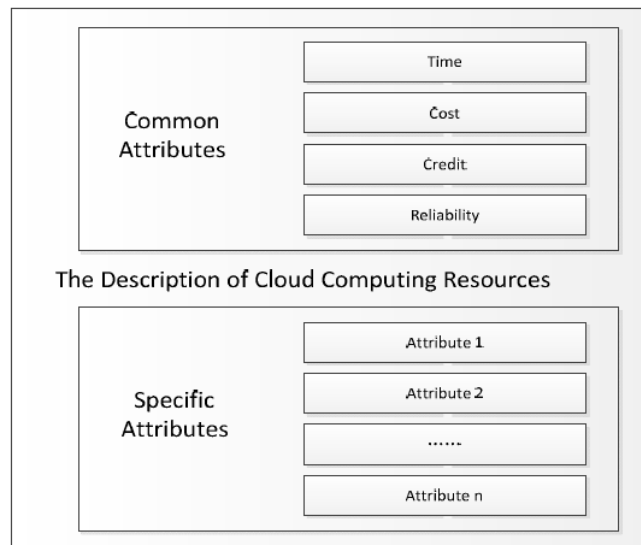 Common
Attributes
Time
Cost
Credit
Reliability
The Description of Cloud Computing Resources
Specific
Attributes
Attribute 1
Attribute 2
......
Attribute n